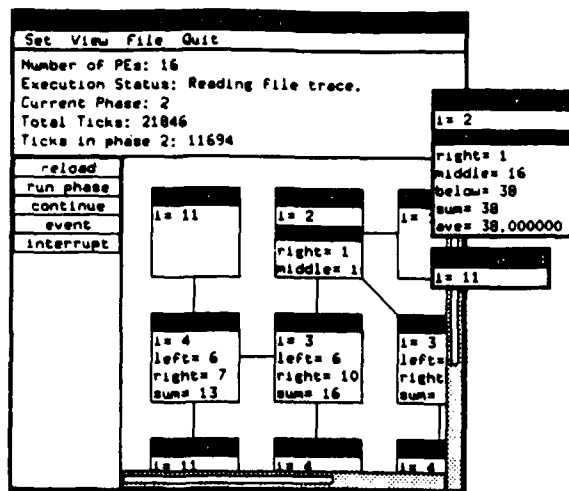 Set View File Quit
Number of PEs: 16
Execution Status: Reading file trace.
Current Phase: 2
Total Ticks: 21846
Ticks in phase 2: 11694
reload
run phase
continue
event
interrupt
i= 11
i= 2
right= 1
middle= 1
i=
i= 2
right= 1
middle= 16
below= 38
sum= 38
ave= 38.000000
i= 11
i= 4
left= 6
right= 7
sum= 13
i= 3
left= 6
right= 10
sum= 16
i= 3
left=
right
sum=
i= 11
i= 4
i= 4